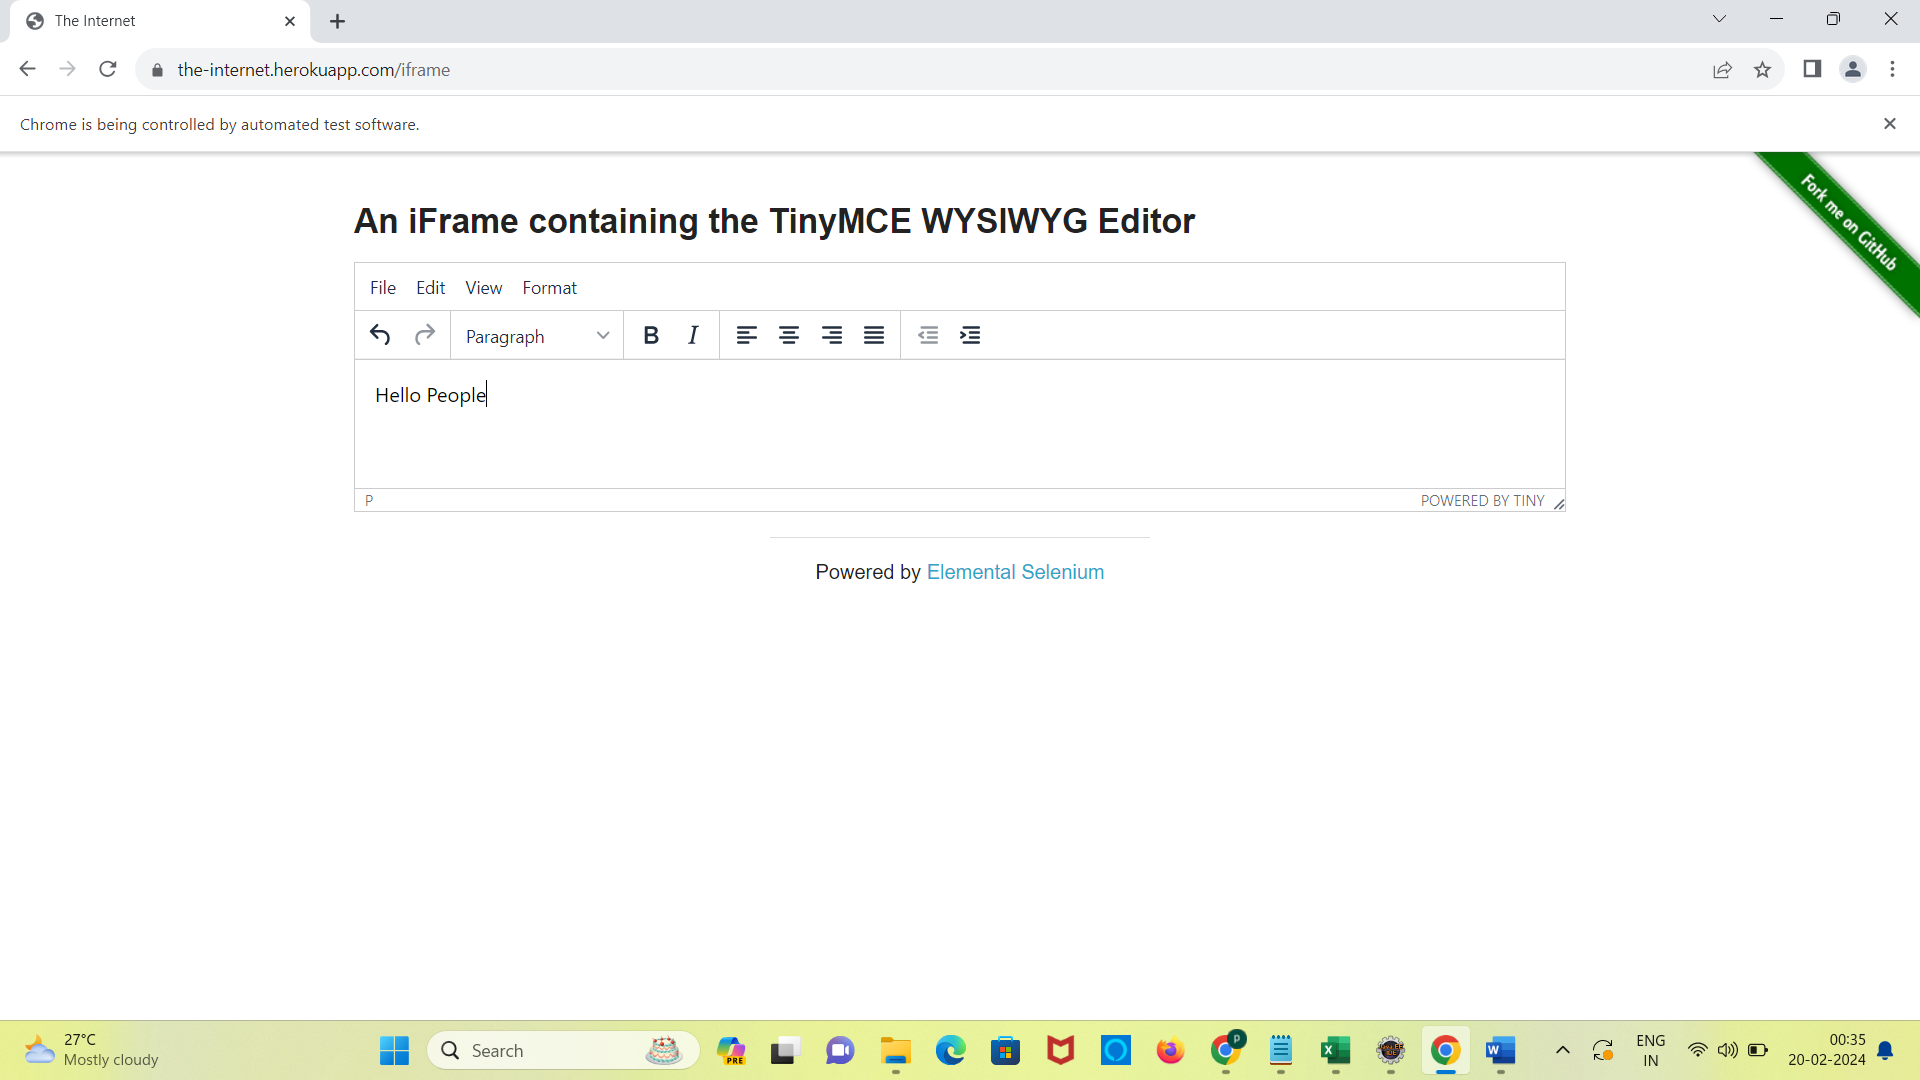 The Internet
the-internet.herokuapp.com/iframe
Chrome is being controlled by automated test software.
Fork me on GitHub
An iFrame containing the TinyMCE WYSIWYG Editor
File Edit View Format
Paragraph B I
Hello People
P POWERED BY TINY
Powered by Elemental Selenium
27°C
Mostly cloudy
Search
PRE
P
X
W
ENG
IN
00:35
20-02-2024